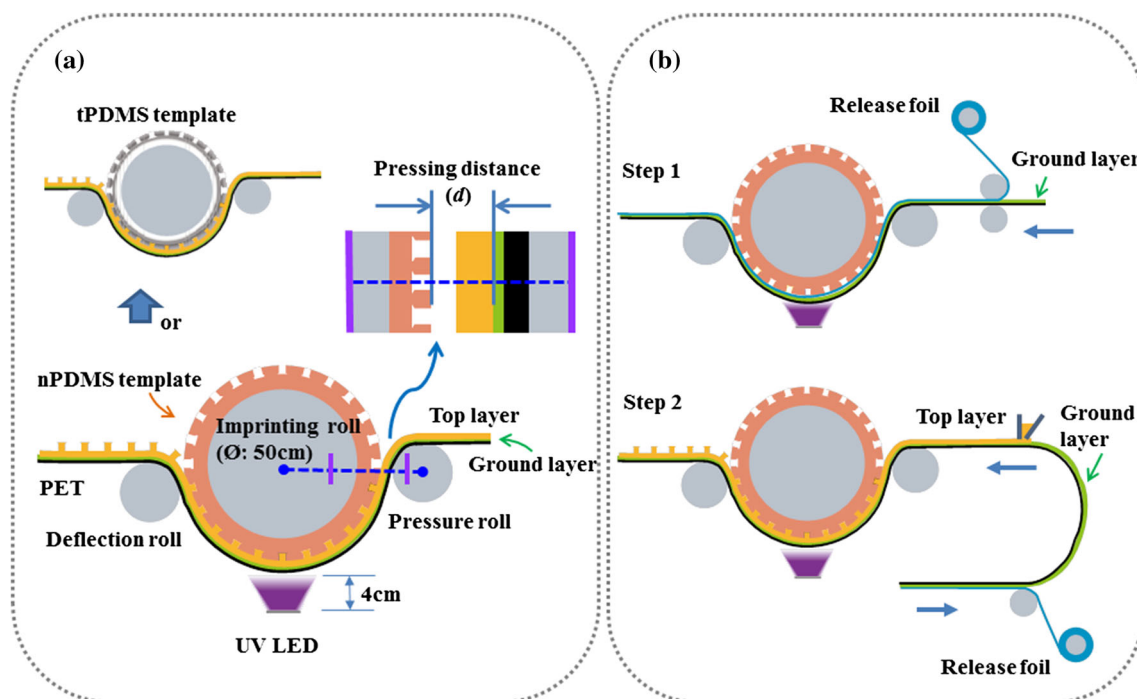 (a)
tPDMS template
or
Pressing distance
(d)
nPDMS template
Imprinting roll
(Ø: 50cm)
Top layer
Ground layer
PET
Deflection roll
Pressure roll
4cm
UV LED
(b)
Release foil
Step 1
Ground layer
Step 2
Top layer
Ground
layer
Release foil